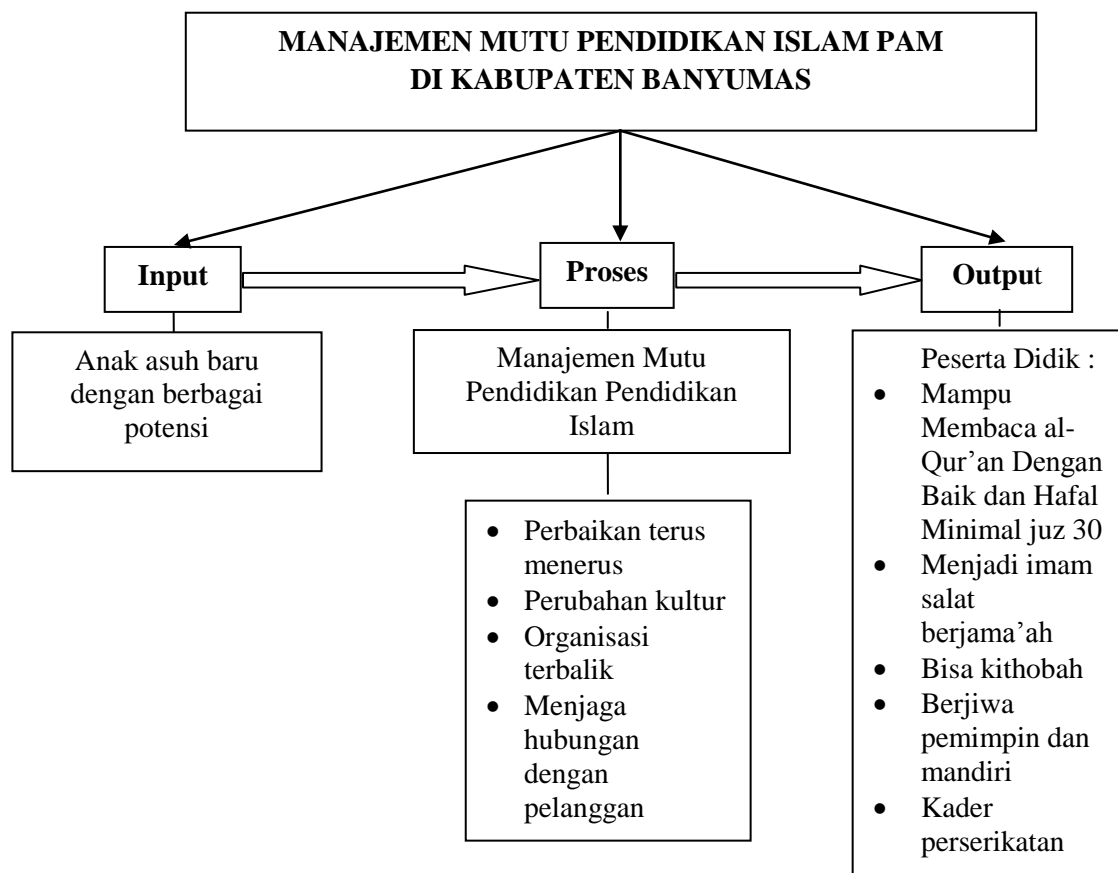 MANAJEMEN MUTU PENDIDIKAN ISLAM PAM
DI KABUPATEN BANYUMAS
Input
Proses
Output
Anak asuh baru
dengan berbagai
potensi
Manajemen Mutu
Pendidikan Pendidikan
Islam
• Perbaikan terus
menerus
• Perubahan kultur
• Organisasi
terbalik
• Menjaga
hubungan
dengan
pelanggan
Peserta Didik :
• Mampu
Membaca al-
Qur’an Dengan
Baik dan Hafal
Minimal juz 30
• Menjadi imam
salat
berjama’ah
• Bisa kithobah
• Berjiwa
pemimpin dan
mandiri
• Kader
perserikatan